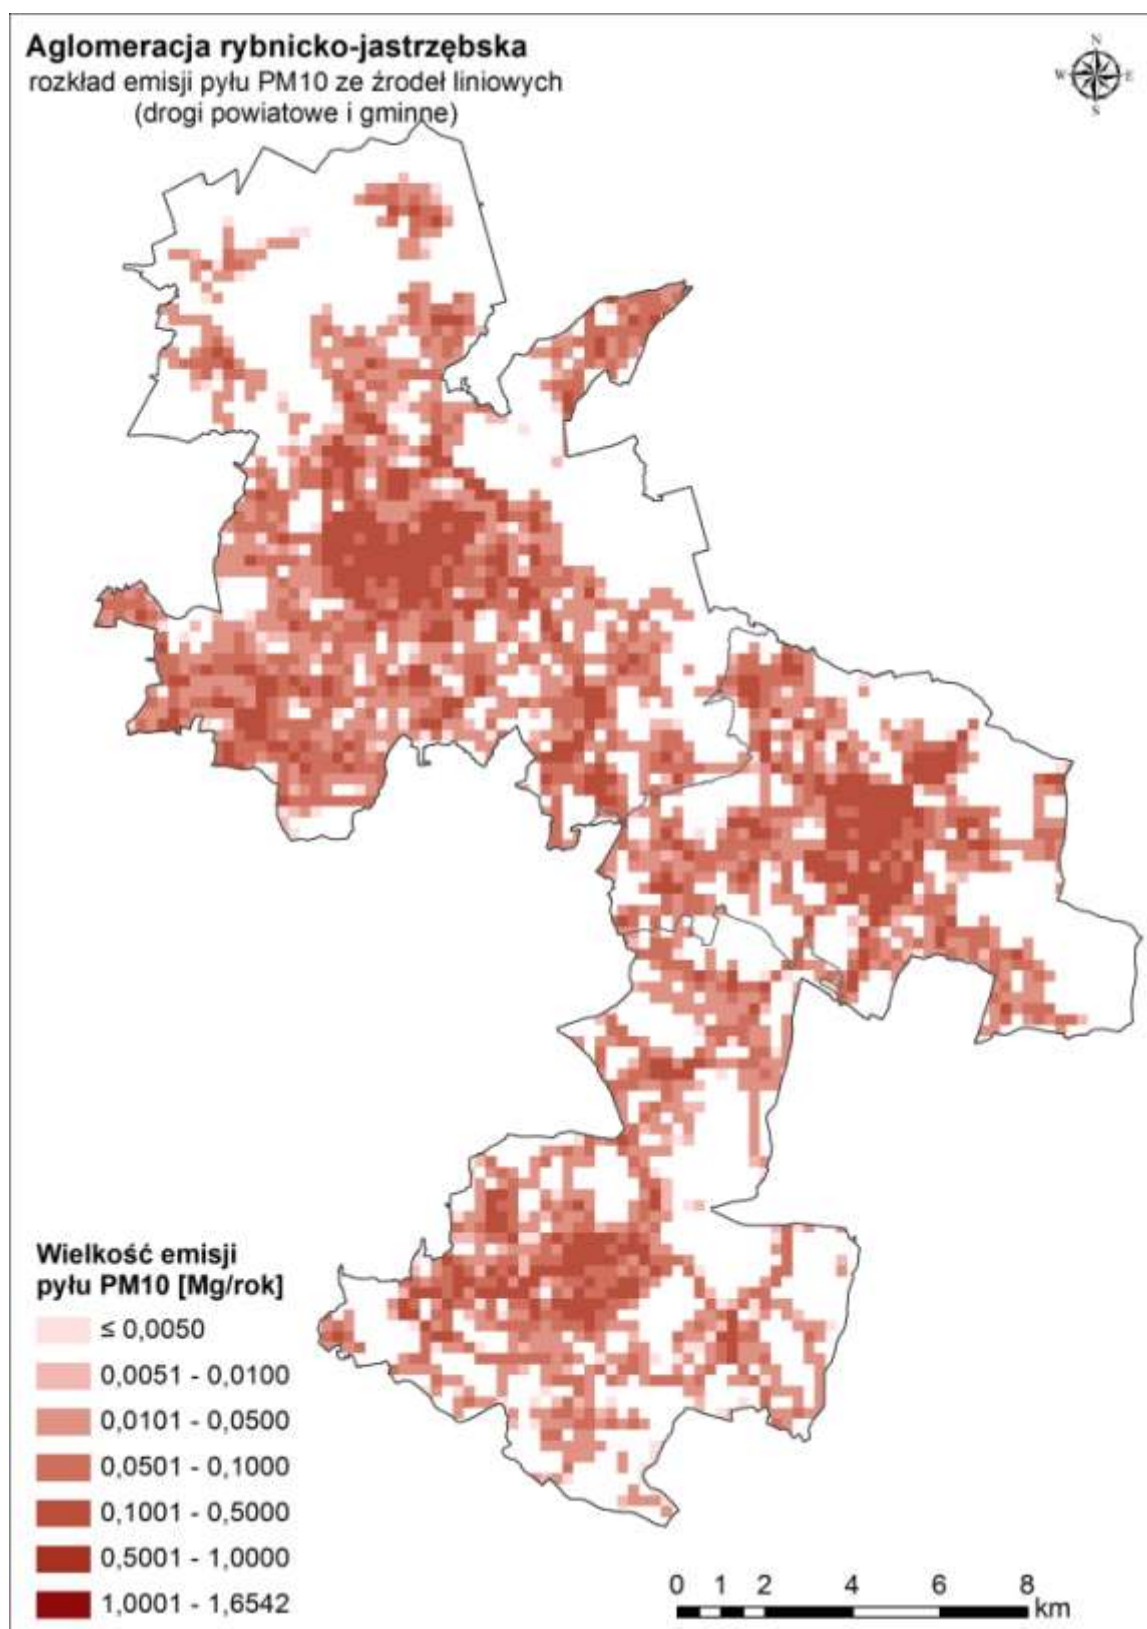 Aglomeracja rybnicko-jastrzębska
rozkład emisji pyłu PM10 ze źrodeł liniowych
(drogi powiatowe i gminne)
N
W E
S
Wielkość emisji
pyłu PM10 [Mg/rok]
≤ 0,0050
0,0051 - 0,0100
0,0101 - 0,0500
0,0501 - 0,1000
0,1001 - 0,5000
0,5001 - 1,0000
1,0001 - 1,6542
0 1 2 4 6 8
km